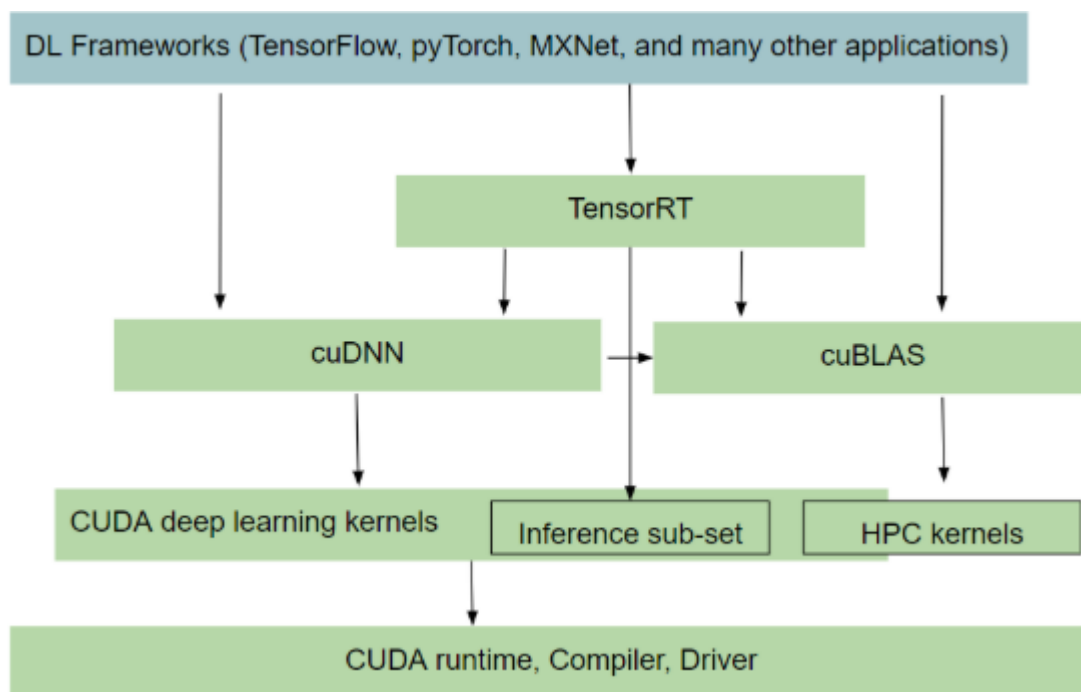 DL Frameworks (TensorFlow, pyTorch, MXNet, and many other applications)
TensorRT
cuDNN
cuBLAS
CUDA deep learning kernels
Inference sub-set
HPC kernels
CUDA runtime, Compiler, Driver